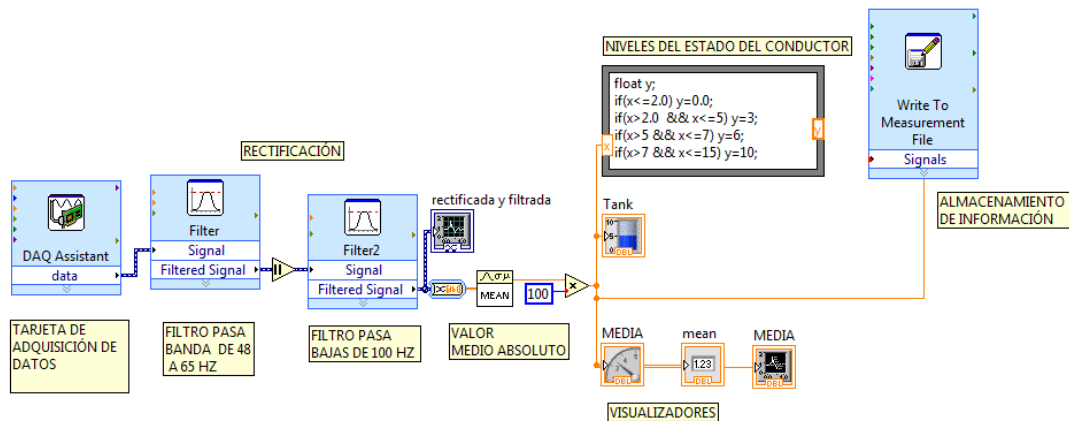 NIVELES DEL ESTADO DEL CONDUCTOR
float y;
if(x<=2.0) y=0.0;
if(x>2.0 && x<=5) y=3;
if(x>5 && x<=7) y=6;
if(x>7 && x<=15) y=10;
x
y
Write To
Measurement
File
Signals
ALMACENAMIENTO
DE INFORMACIÓN
RECTIFICACIÓN
DAQ Assistant
data
Filter
Signal
Filtered Signal
Filter2
Signal
Filtered Signal
rectificada y filtrada
MEAN
100
x
Tank
10
5
0
DBL
TARJETA DE
ADQUISICIÓN DE
DATOS
FILTRO PASA
BANDA DE 48
A 65 HZ
FILTRO PASA
BAJAS DE 100 HZ
VALOR
MEDIO ABSOLUTO
MEDIA
DBL
mean
1.23
DBL
MEDIA
DBL
VISUALIZADORES